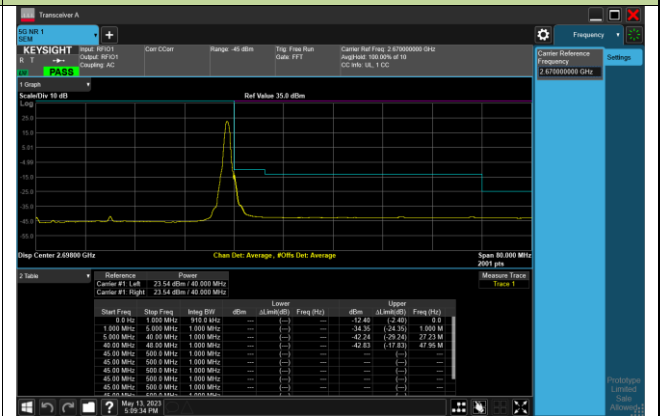 Transceiver A
5G NR 1
SEM
+
Frequency
KEYSIGHT
R T
PASS
Input: RFIO1
Output: RFIO1
Coupling: AC
Corr CCorr
Range: -45 dBm
Trig: Free Run
Gate: FFT
Carrier Ref Freq: 2.670000000 GHz
Avg|Hold: 100.00% of 10
CC Info: UL, 1 CC
Carrier Reference
Frequency
2.670000000 GHz
Settings
1 Graph
Scale/Div 10 dB
Ref Value 35.0 dBm
Log
25.0
15.0
5.01
-4.99
-15.0
-25.0
-35.0
-45.0
-55.0
Disp Center 2.69800 GHz
Chan Det: Average, #Offs Det: Average
Span 80.000 MHz
2001 pts
2 Table
Reference Power
Carrier #1: Left 23.54 dBm / 40.000 MHz
Carrier #1: Right 23.54 dBm / 40.000 MHz
Measure Trace
Trace 1
Lower Upper
Start Freq Stop Freq Integ BW dBm ΔLimit(dB) Freq (Hz) dBm ΔLimit(dB) Freq (Hz)
0.0 Hz 1.000 MHz 910.0 kHz --- (---) --- -12.40 (-2.40) 0.0
1.000 MHz 5.000 MHz 1.000 MHz --- (---) --- -34.35 (-24.35) 1.000 M
5.000 MHz 40.00 MHz 1.000 MHz --- (---) --- -42.24 (-29.24) 27.23 M
40.00 MHz 48.00 MHz 1.000 MHz --- (---) --- -42.83 (-17.83) 47.95 M
45.00 MHz 500.0 MHz 1.000 MHz --- (---) --- --- (---) ---
45.00 MHz 500.0 MHz 1.000 MHz --- (---) --- --- (---) ---
45.00 MHz 500.0 MHz 1.000 MHz --- (---) --- --- (---) ---
45.00 MHz 500.0 MHz 1.000 MHz --- (---) --- --- (---) ---
45.00 MHz 500.0 MHz 1.000 MHz --- (---) --- --- (---) ---
May 13, 2023
5:09:34 PM
?
Prototype
Limited
Sale
Allowed